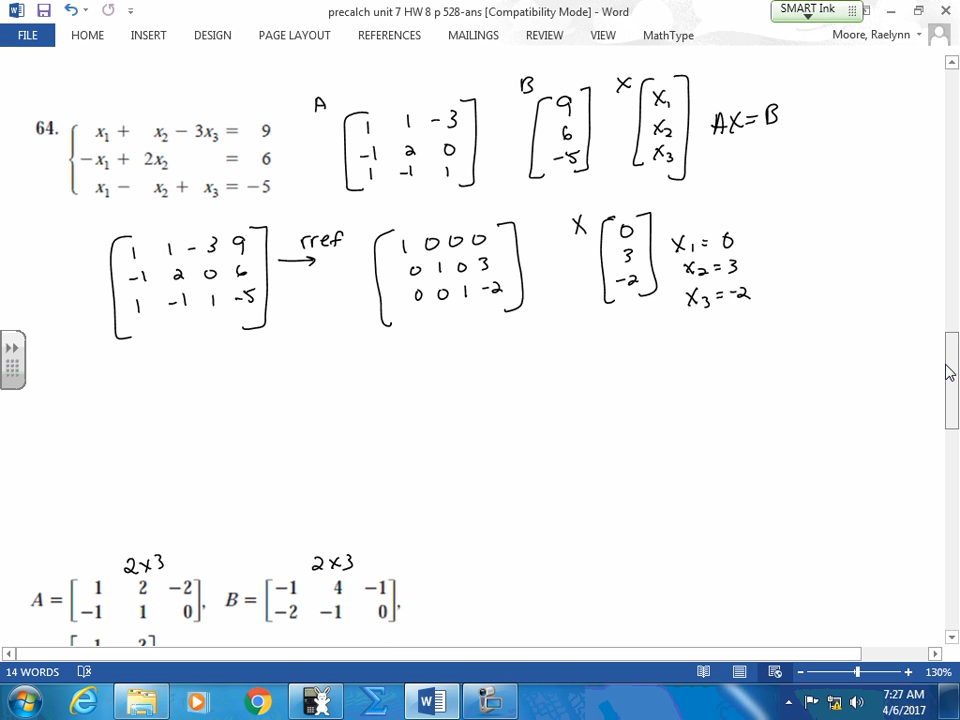 precalch unit 7 HW 8 p 528-ans [Compatibility Mode] - Word
SMART Ink
FILE HOME INSERT DESIGN PAGE LAYOUT REFERENCES MAILINGS REVIEW VIEW MathType Moore, Raelynn
64.
x₁ + x₂ − 3x₃ = 9
−x₁ + 2x₂ = 6
x₁ − x₂ + x₃ = −5
A
1 1 -3
-1 2 0
1 -1 1
B
9
6
-5
X
x₁
x₂
x₃
AX = B
1 1 -3 9
-1 2 0 6
1 -1 1 -5
rref
1 0 0 0
0 1 0 3
0 0 1 -2
X
0
3
-2
x₁ = 0
x₂ = 3
x₃ = -2
2x3 2x3
A = [ 1 2 −2
−1 1 0 ],
B = [ −1 4 −1
−2 −1 0 ],
14 WORDS 130%
7:27 AM
4/6/2017